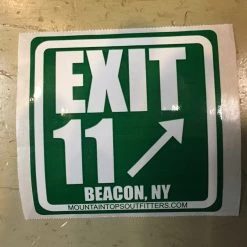 EXIT
11
BEACON, NY
MOUNTAINTOPSOUTFITTERS.COM